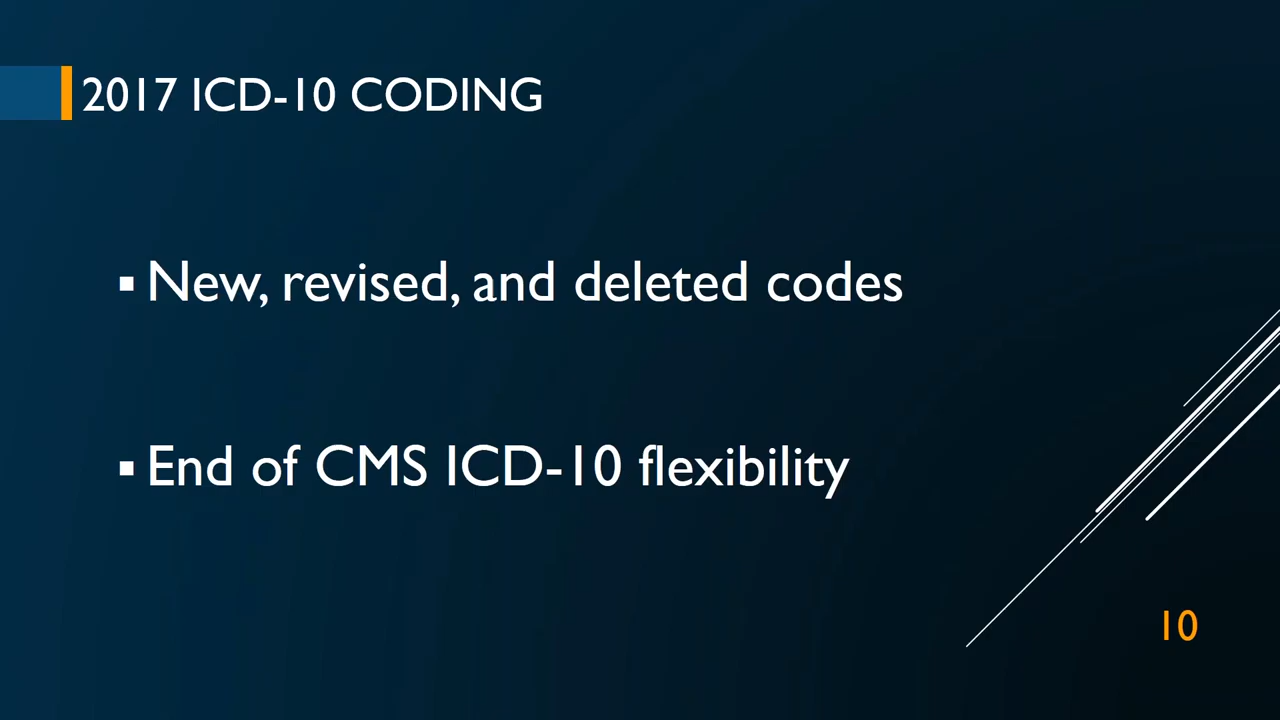 2017 ICD-10 CODING
▪ New, revised, and deleted codes
▪ End of CMS ICD-10 flexibility
10